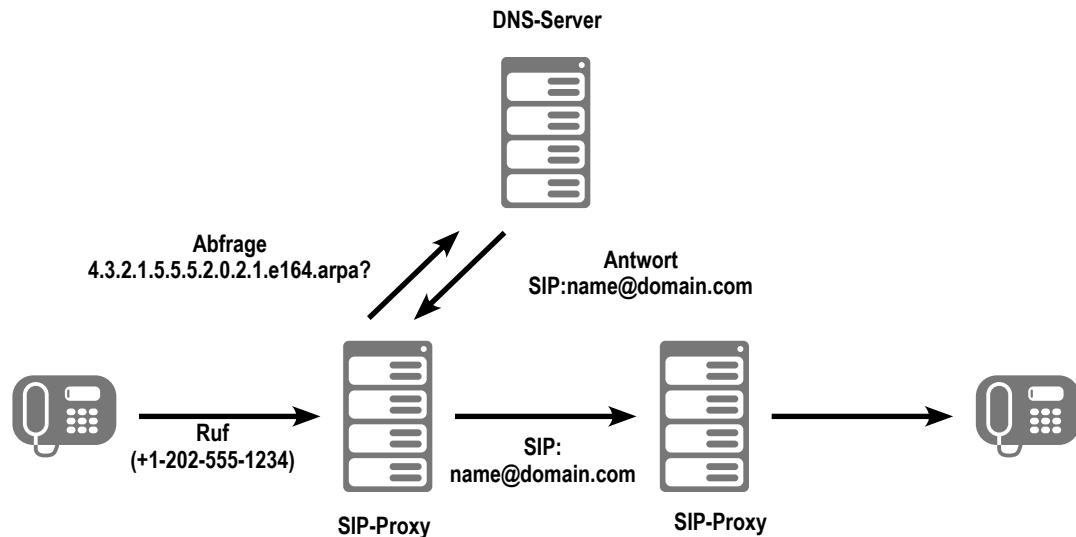 DNS-Server
Abfrage
4.3.2.1.5.5.5.2.0.2.1.e164.arpa?
Antwort
SIP:name@domain.com
Ruf
(+1-202-555-1234)
SIP:
name@domain.com
SIP-Proxy
SIP-Proxy